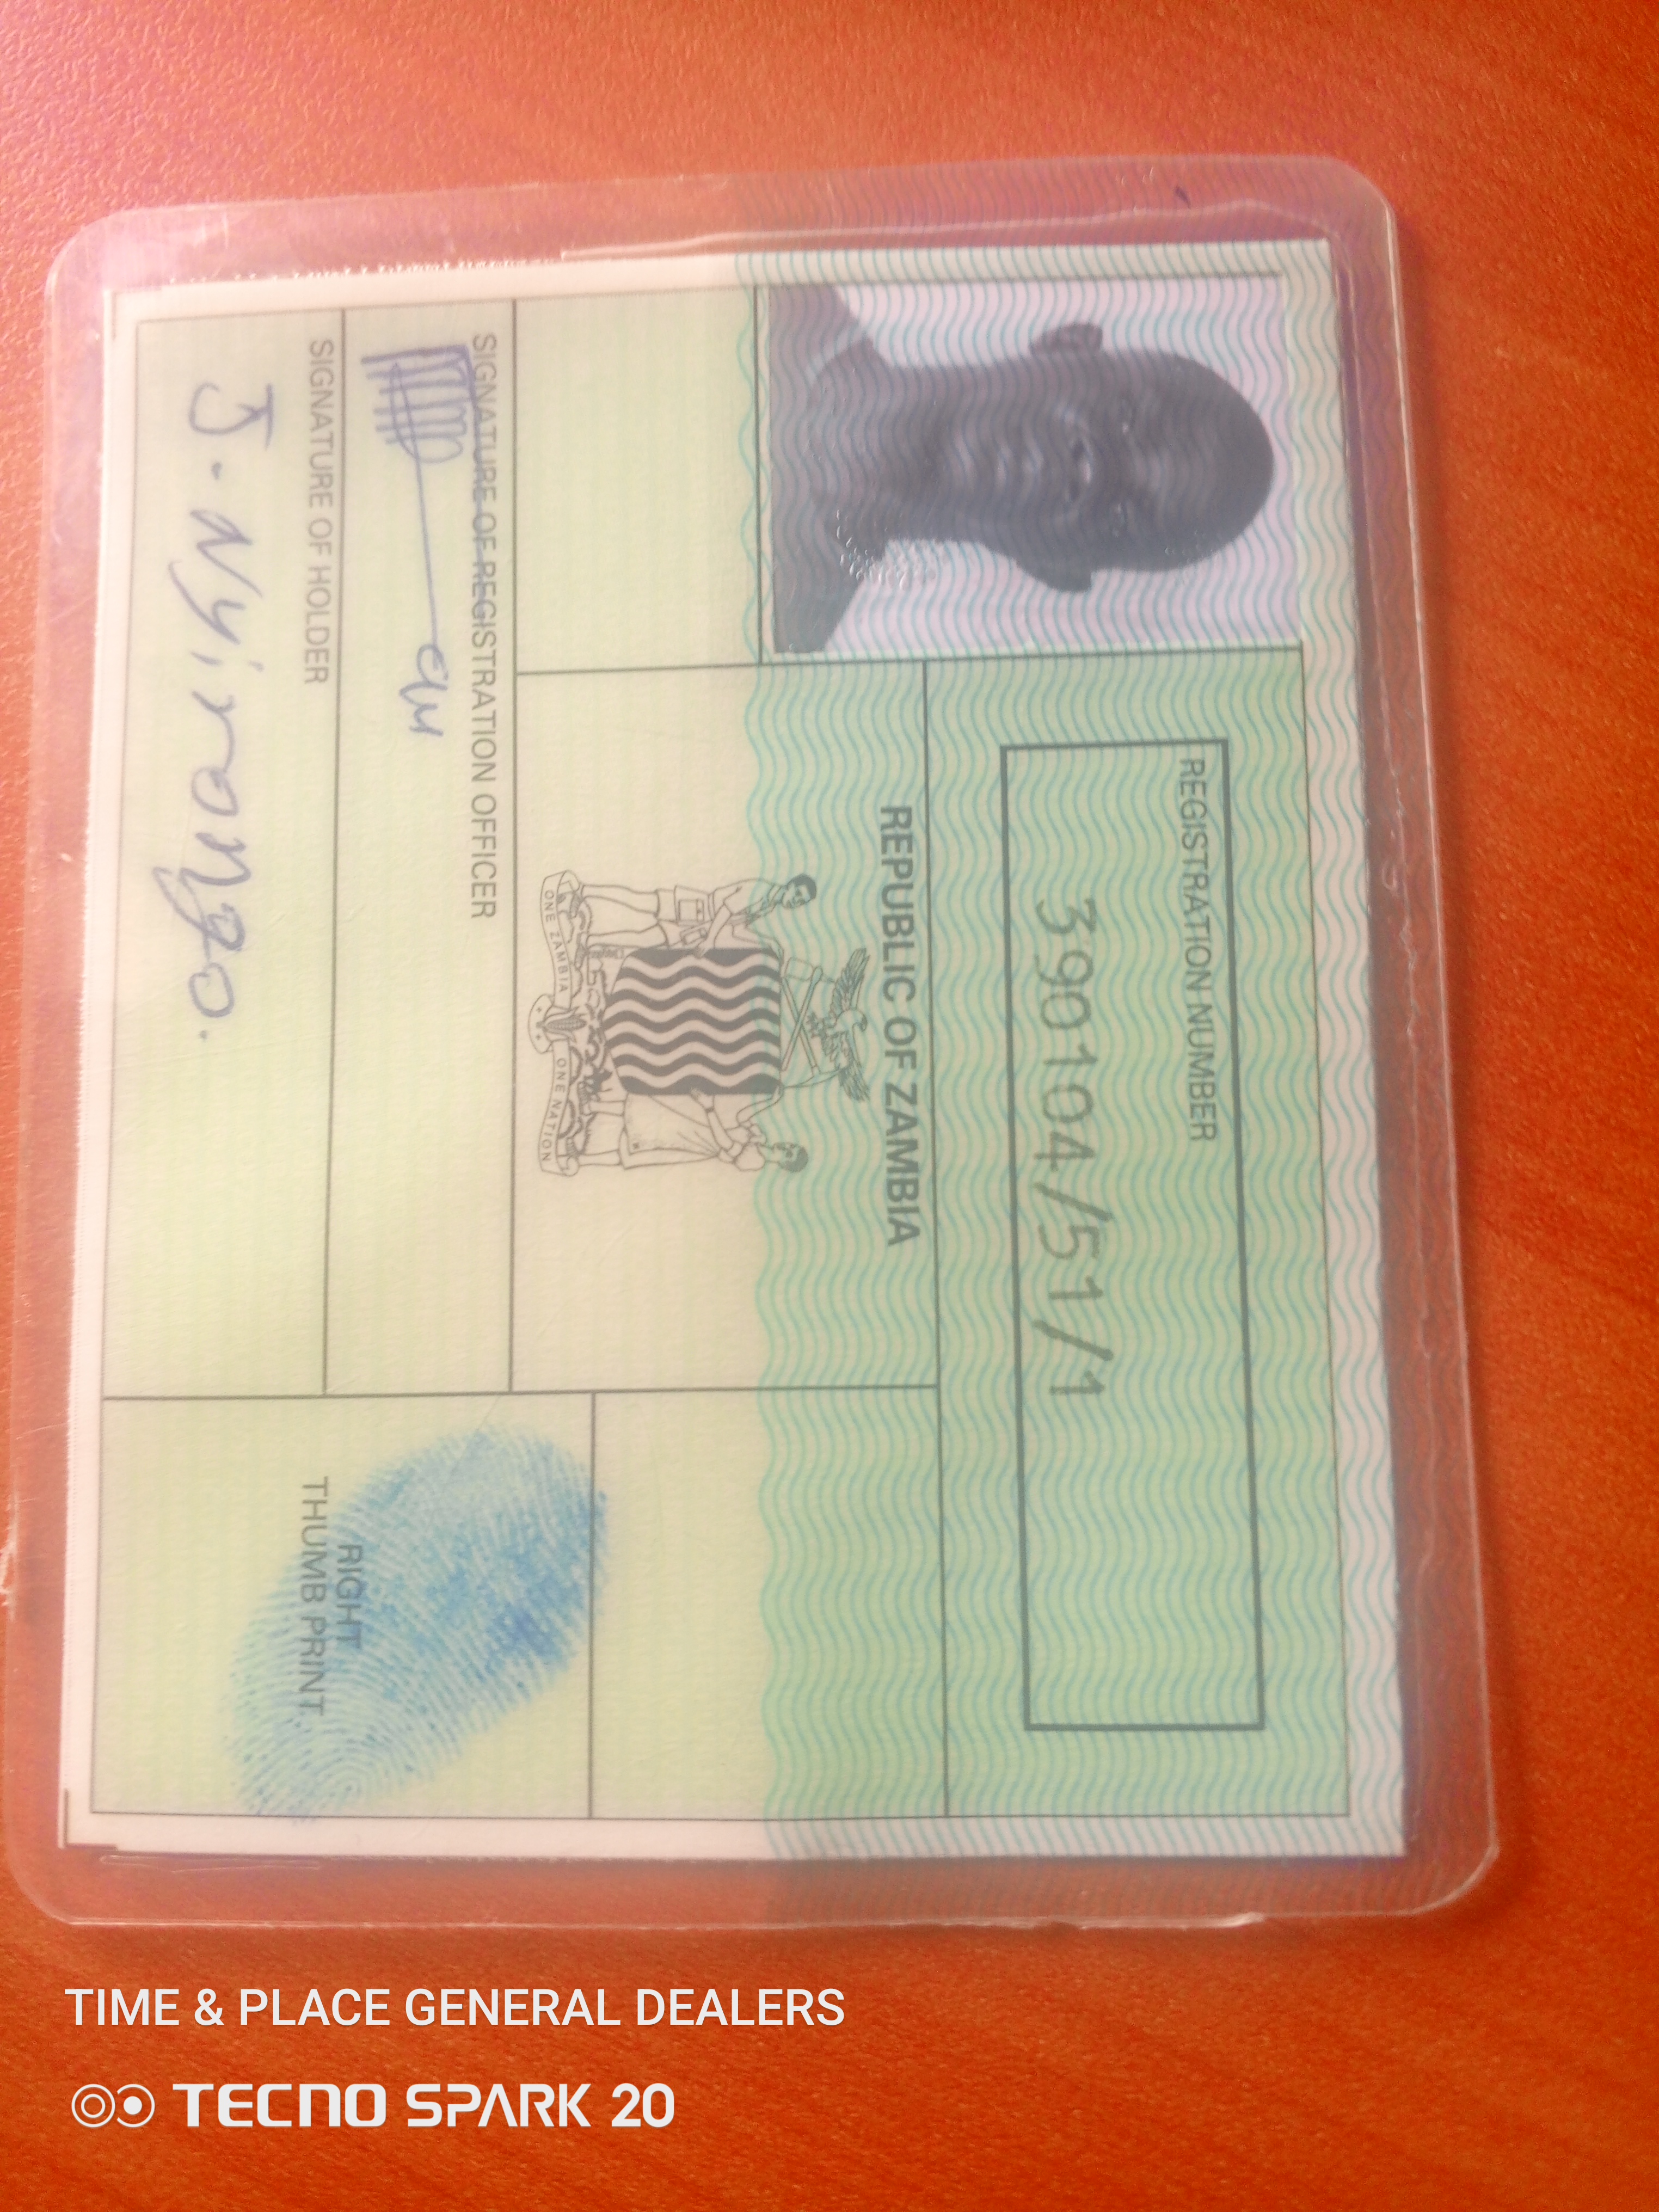 REGISTRATION NUMBER
390104/51/1
REPUBLIC OF ZAMBIA
ONE ZAMBIA ONE NATION
SIGNATURE OF REGISTRATION OFFICER
SIGNATURE OF HOLDER
J. Nyirongo.
RIGHT
THUMB PRINT
TIME & PLACE GENERAL DEALERS
TECNO SPARK 20